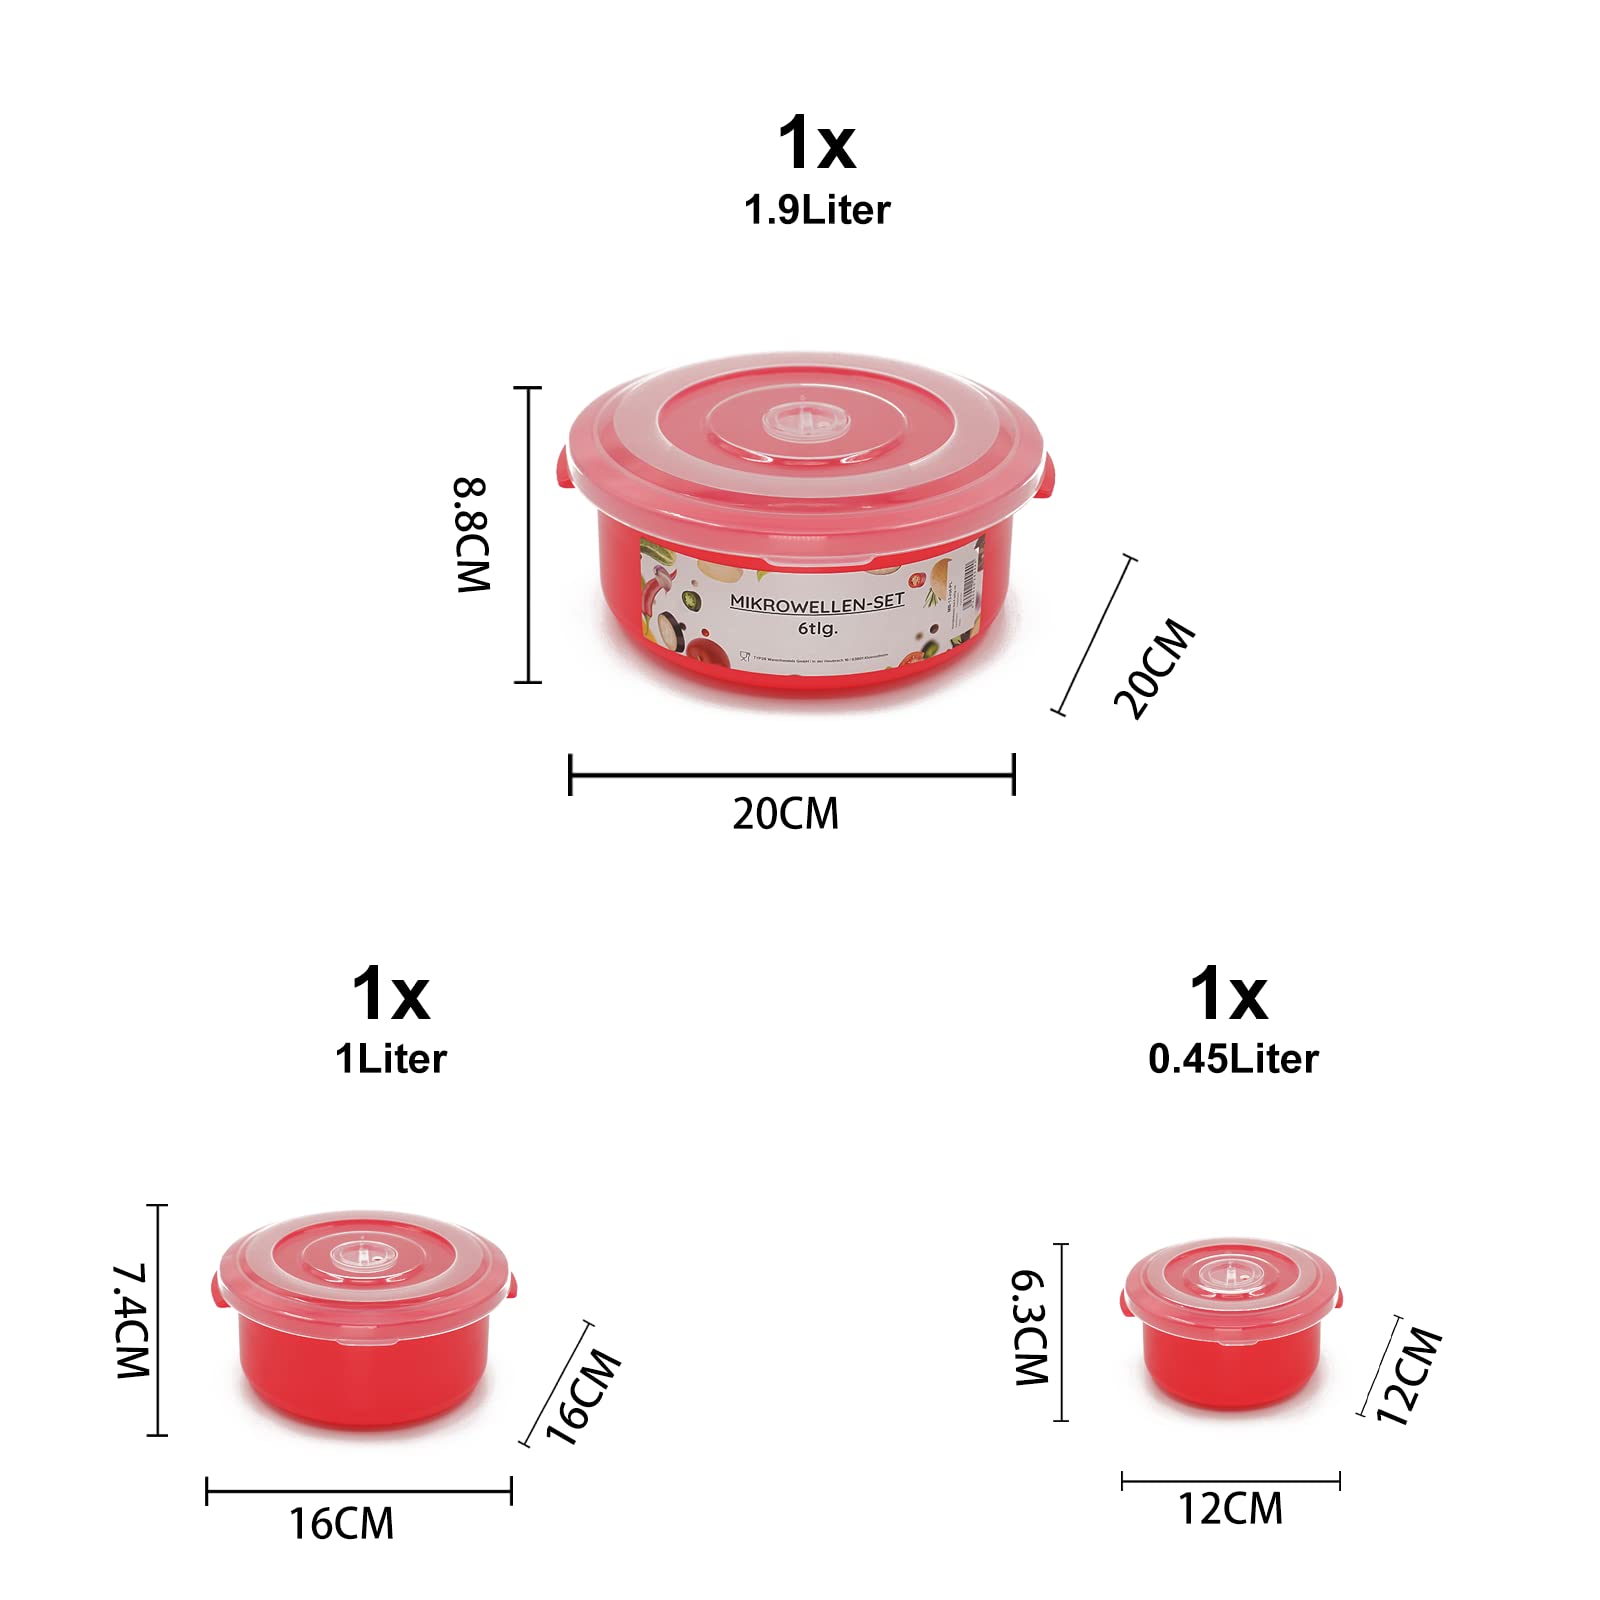 1x
1.9Liter
8.8CM
MIKROWELLEN-SET
6tlg.
20CM
20CM
1x
1Liter
7.4CM
16CM
16CM
1x
0.45Liter
6.3CM
12CM
12CM